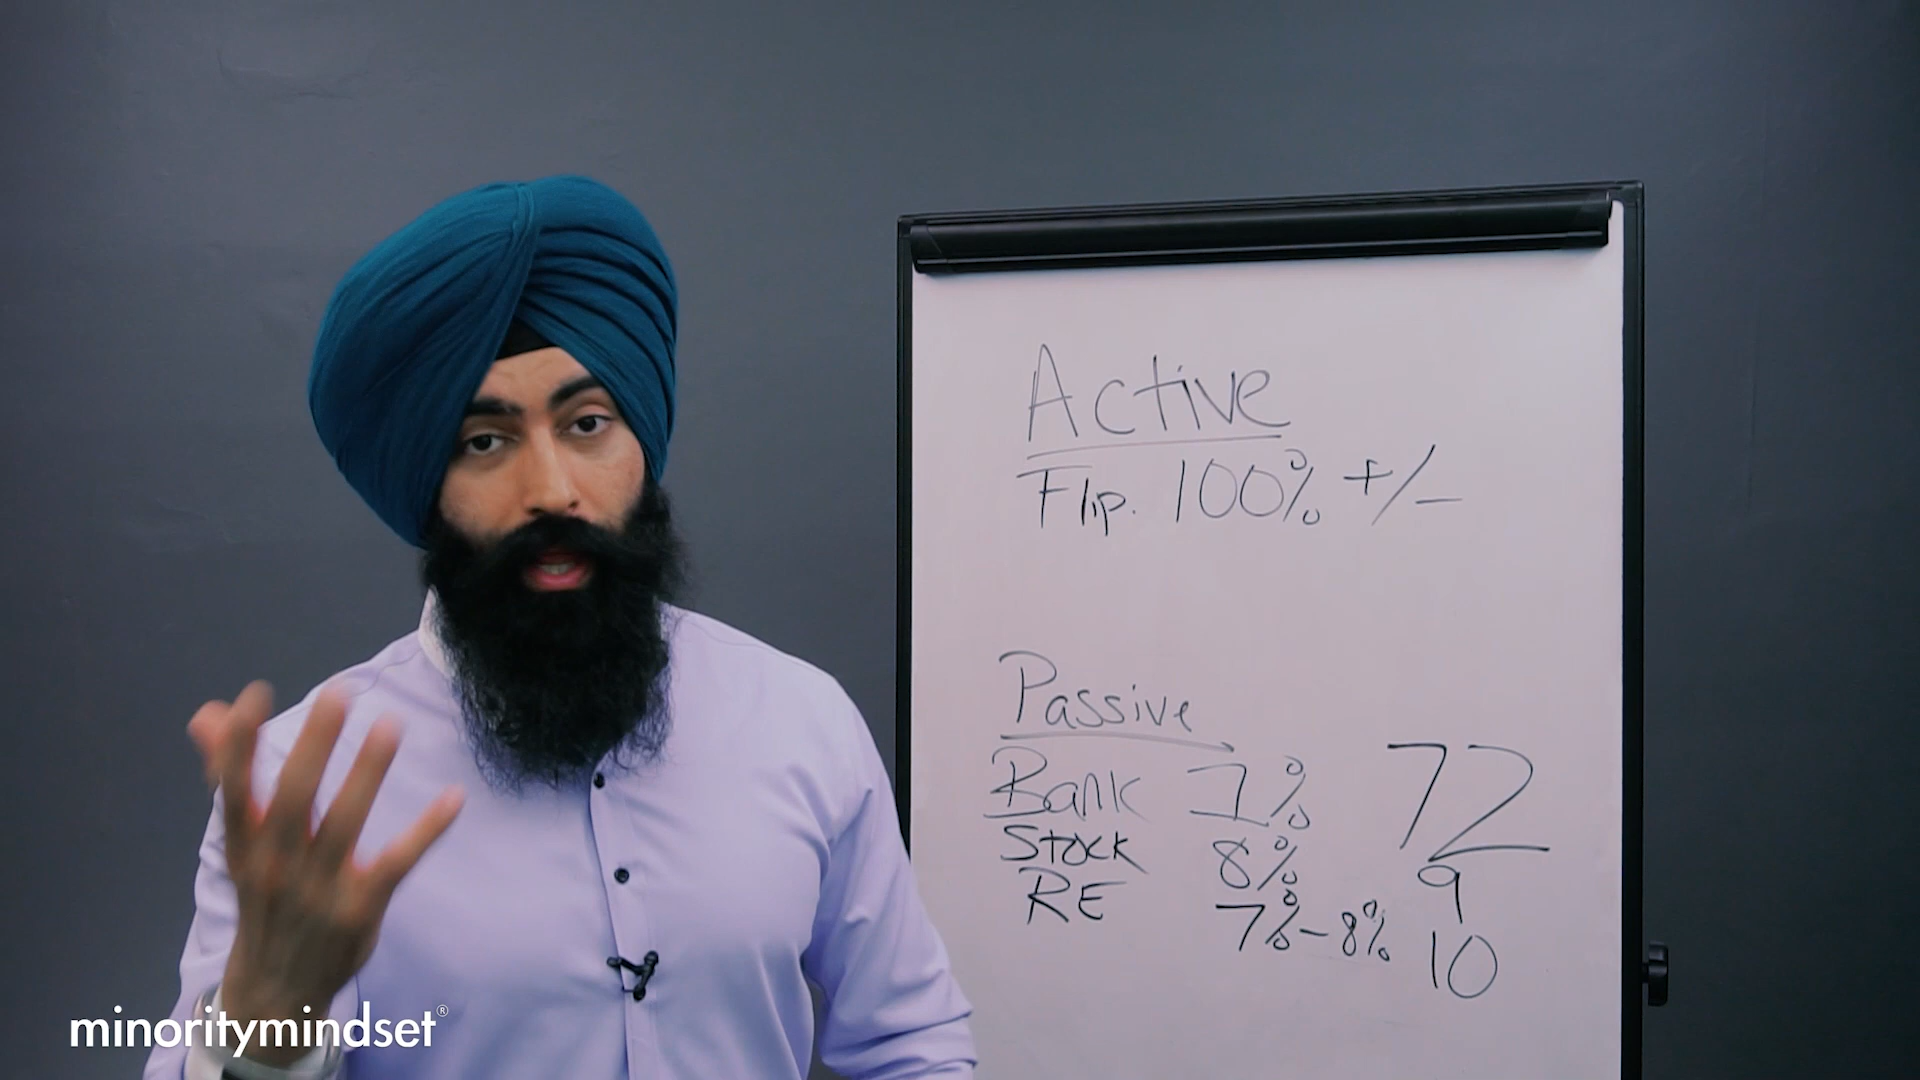 Active
Flip. 100% +/-
Passive
Bank 1% 72
Stock 8% 9
RE 7%-8% 10
minoritymindset®